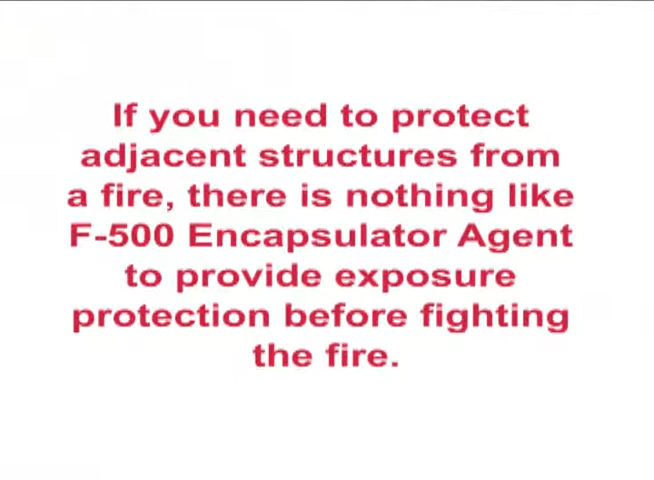 If you need to protect
adjacent structures from
a fire, there is nothing like
F-500 Encapsulator Agent
to provide exposure
protection before fighting
the fire.